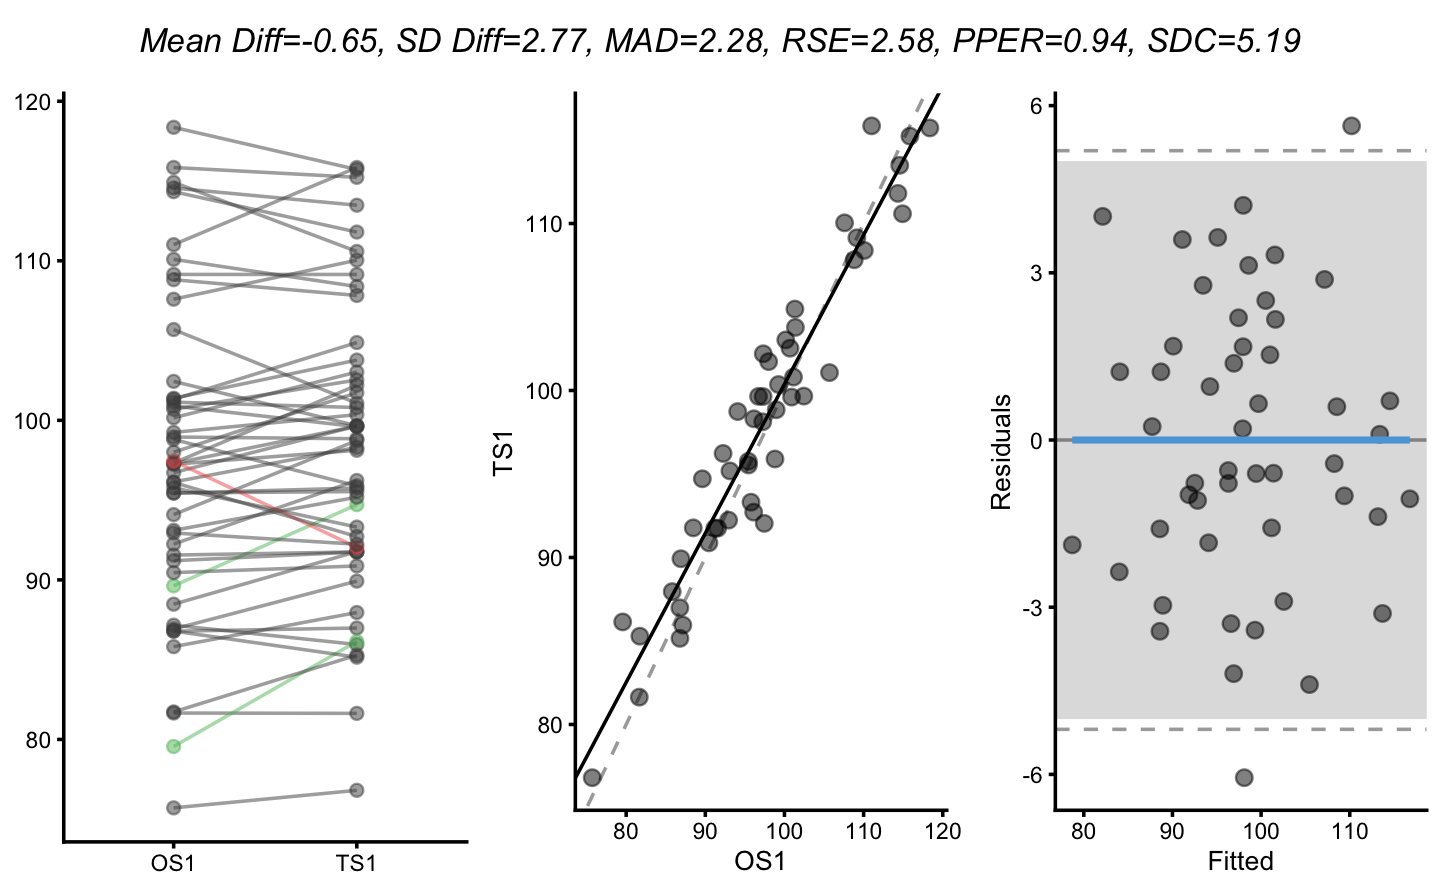 Mean Diff=-0.65, SD Diff=2.77, MAD=2.28, RSE=2.58, PPER=0.94, SDC=5.19
120
110
100
90
80
OS1 TS1
TS1
110
100
90
80
80 90 100 110 120
OS1
Residuals
6
3
0
-3
-6
80 90 100 110
Fitted